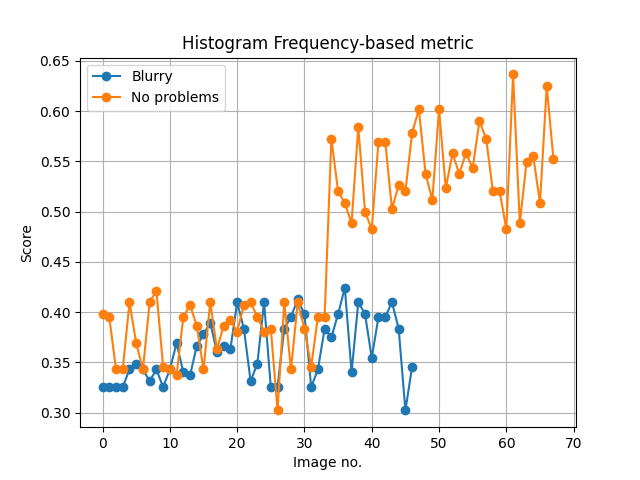 Histogram Frequency-based metric
Blurry
No problems
Score
0.65
0.60
0.55
0.50
0.45
0.40
0.35
0.30
0 10 20 30 40 50 60 70
Image no.